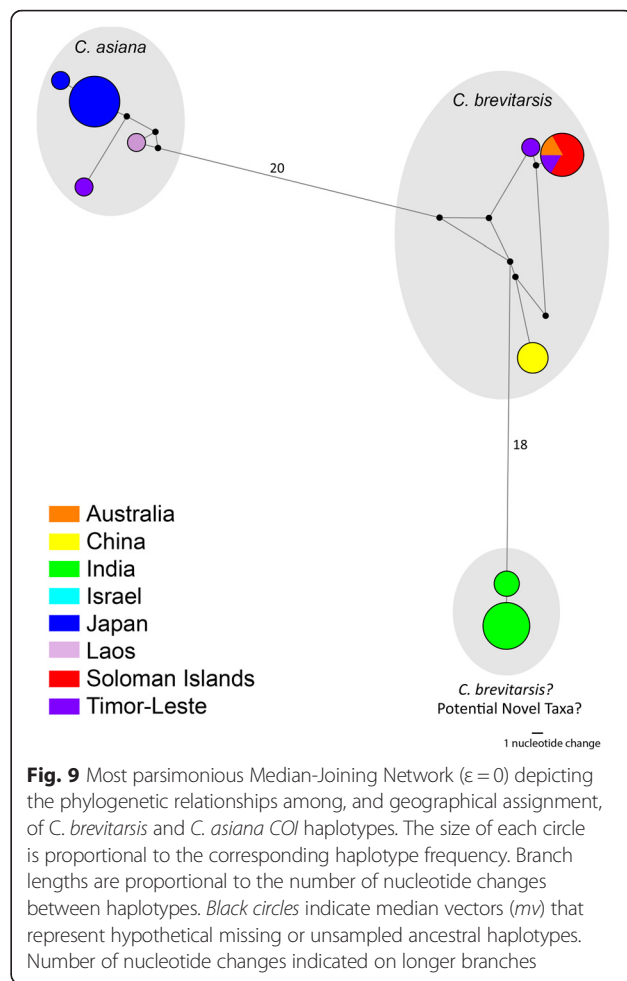 C. asiana
C. brevitarsis
20
18
Australia
China
India
Israel
Japan
Laos
Soloman Islands
Timor-Leste
C. brevitarsis?
Potential Novel Taxa?
1 nucleotide change
Fig. 9 Most parsimonious Median-Joining Network (ε = 0) depicting
the phylogenetic relationships among, and geographical assignment,
of C. brevitarsis and C. asiana COI haplotypes. The size of each circle
is proportional to the corresponding haplotype frequency. Branch
lengths are proportional to the number of nucleotide changes
between haplotypes. Black circles indicate median vectors (mv) that
represent hypothetical missing or unsampled ancestral haplotypes.
Number of nucleotide changes indicated on longer branches